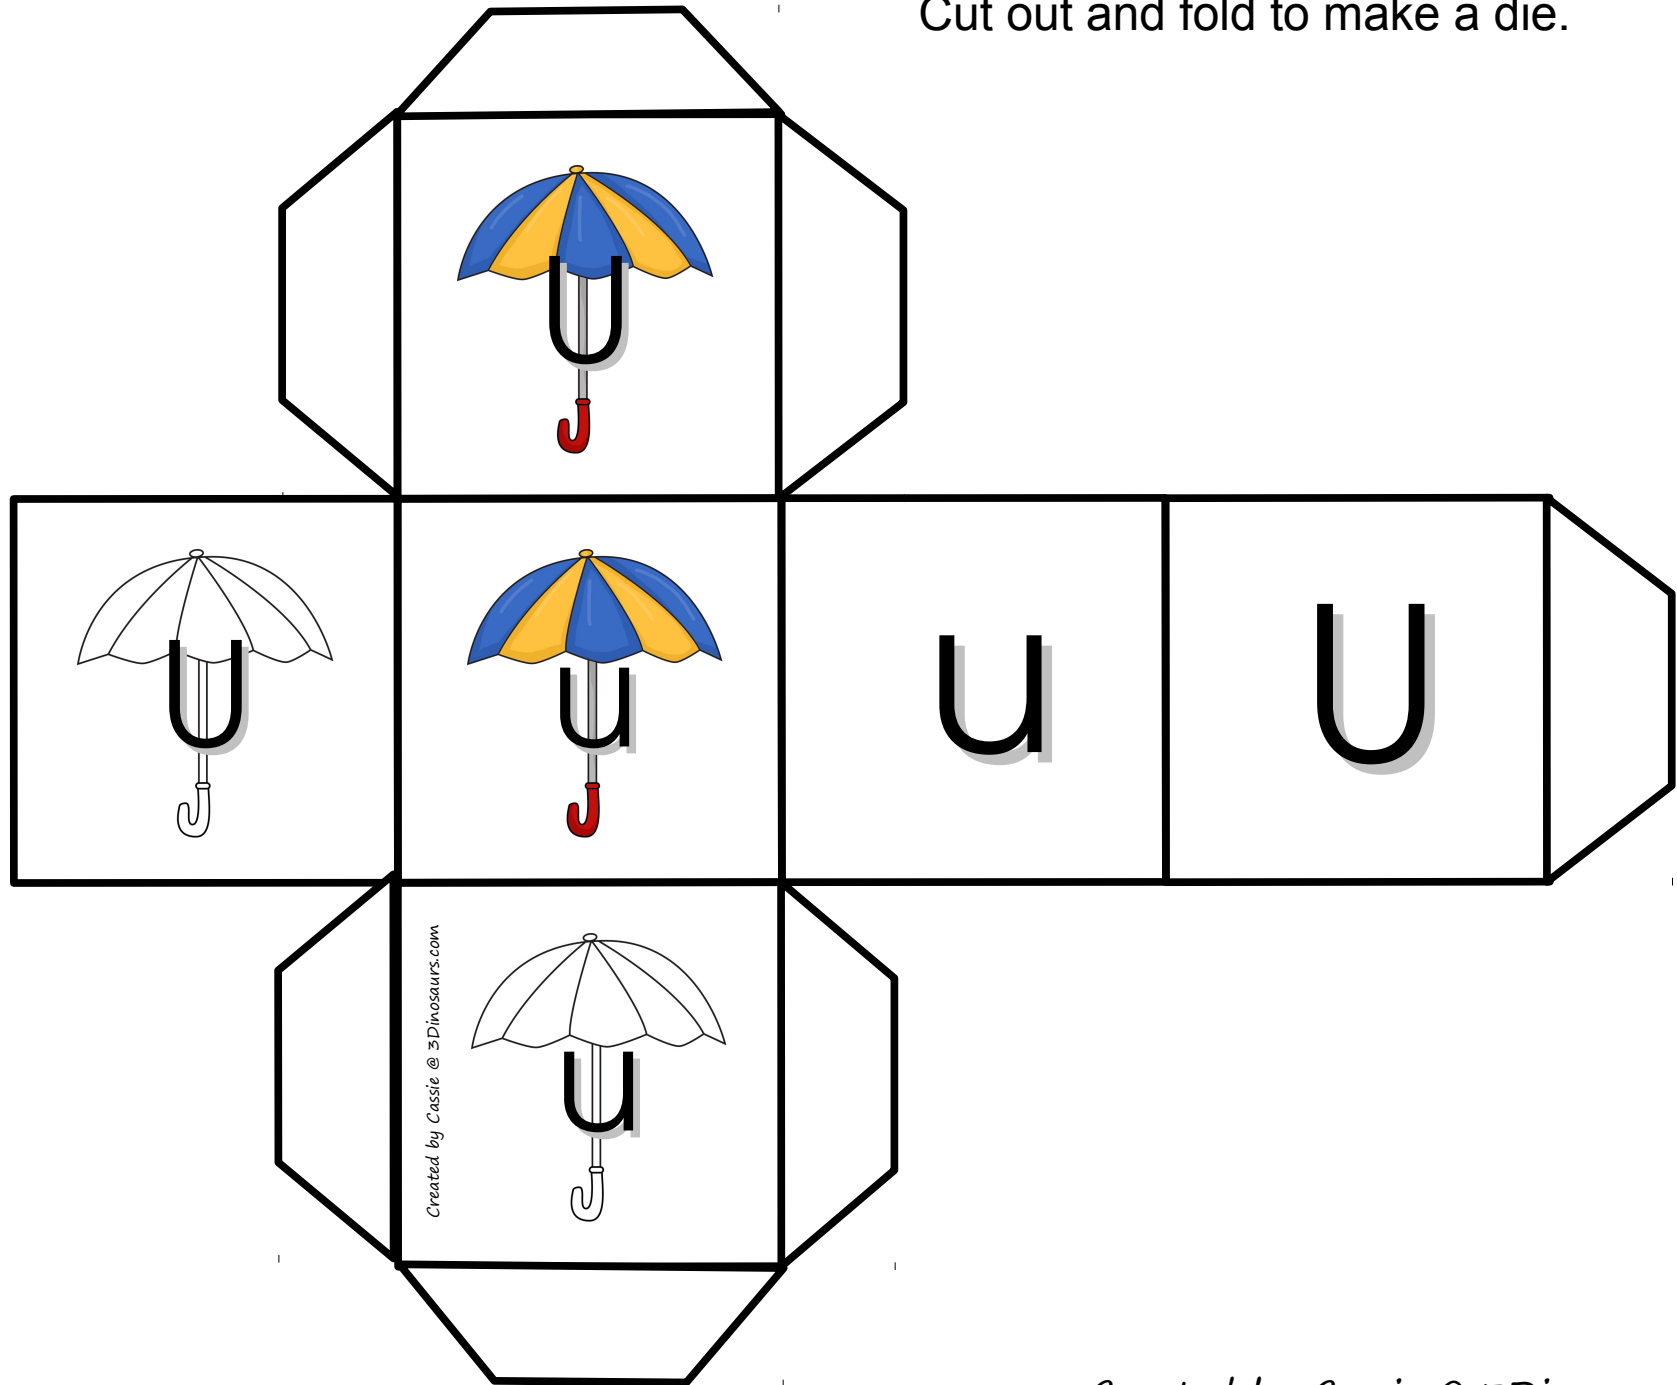 Cut out and fold to make a die.
U
U
u
u
U
Created by Cassie @ 3Dinosaurs.com
u